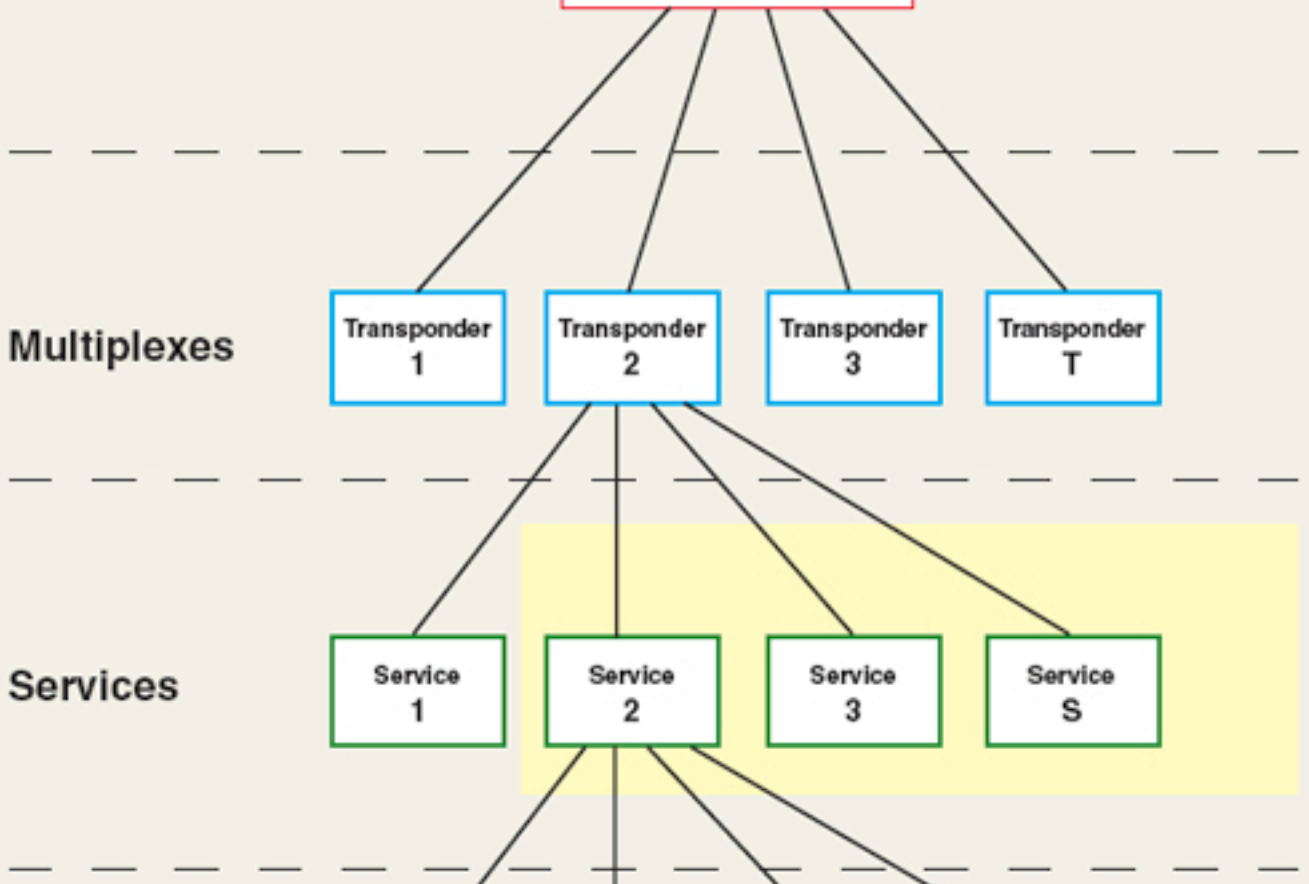 Multiplexes
Transponder
1
Transponder
2
Transponder
3
Transponder
T
Services
Service
1
Service
2
Service
3
Service
S